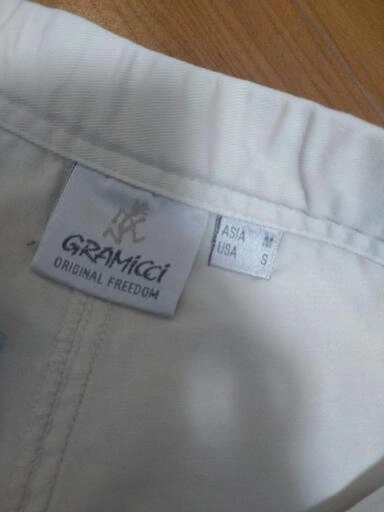 GRAMiCCi
ORIGINAL FREEDOM
ASIA M
USA S